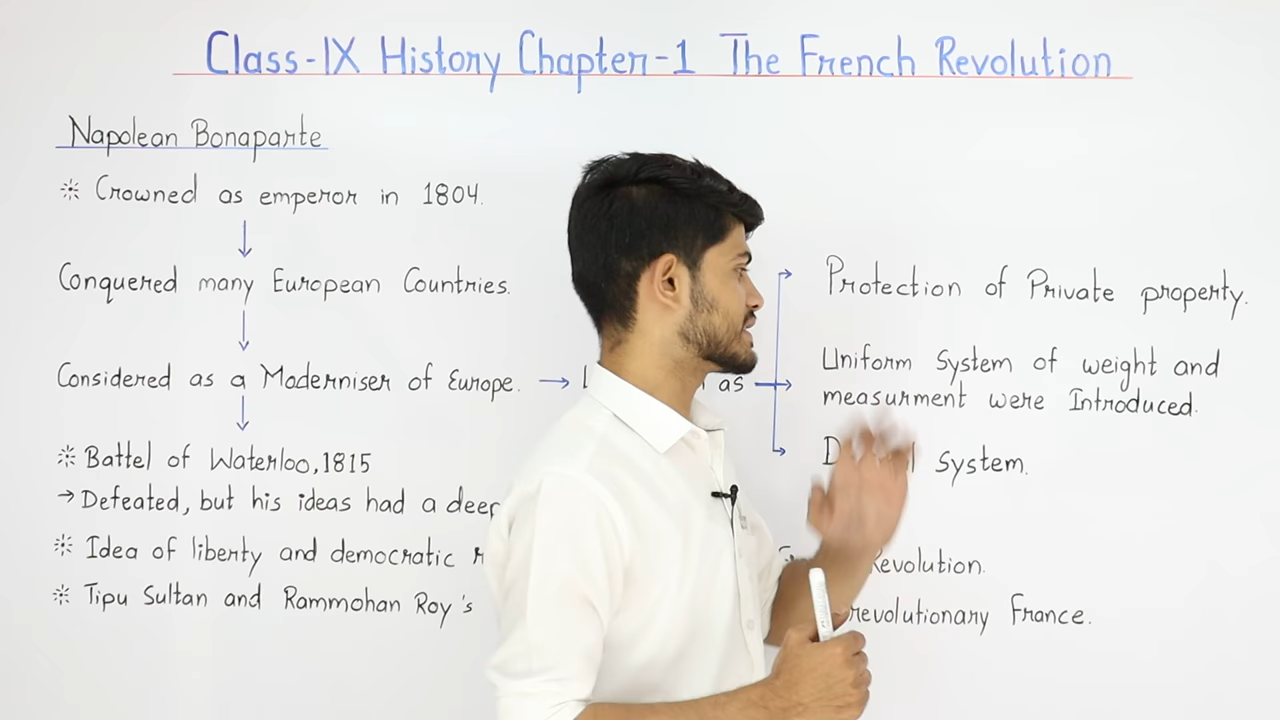 Class-IX History Chapter-1 The French Revolution
Napolean Bonaparte
Crowned as emperor in 1804.
Conquered many European Countries.
Considered as a Moderniser of Europe.
as
Protection of Private property.
Uniform System of weight and
measurment were Introduced.
System.
Battel of Waterloo, 1815
Defeated, but his ideas had a deep
Idea of liberty and democratic
Revolution.
Tipu Sultan and Rammohan Roy's
revolutionary France.